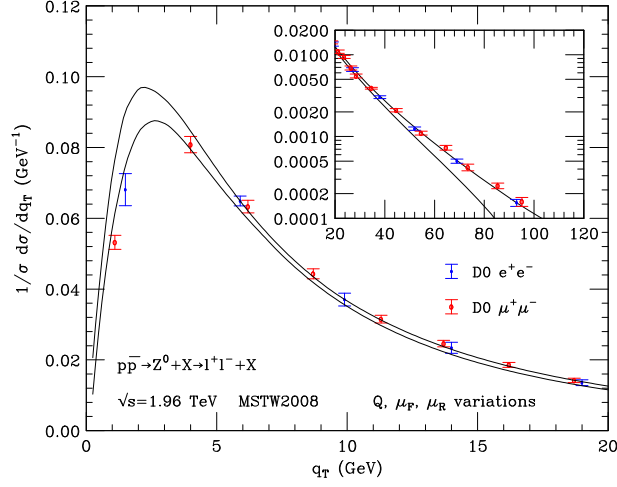 0.12
0.10
0.08
0.06
0.04
0.02
0.00
1/σ dσ/dq_T (GeV⁻¹)
0 5 10 15 20
q_T (GeV)
0.0200
0.0050
0.0020
0.0010
0.0005
0.0002
0.0001
20 40 60 80 100 120
D0 e⁺e⁻
D0 μ⁺μ⁻
pp̅→Z⁰+X→l⁺l⁻+X
√s=1.96 TeV MSTW2008 Q, μ_F, μ_R variations